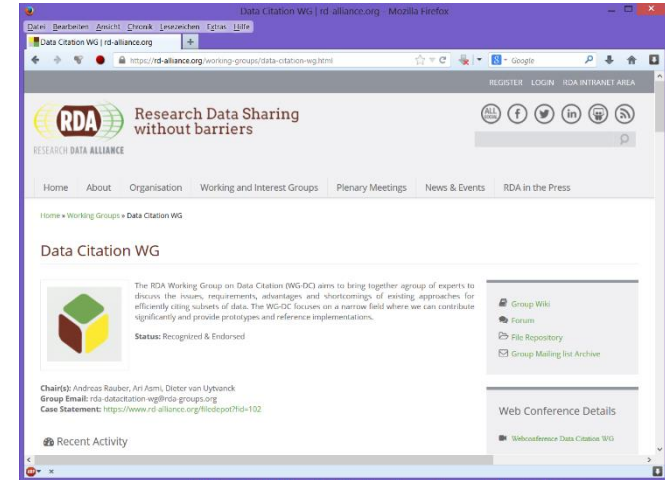 Data Citation WG | rd-alliance.org - Mozilla Firefox
Datei Bearbeiten Ansicht Chronik Lesezeichen Extras Hilfe
Data Citation WG | rd-alliance.org
https://rd-alliance.org/working-groups/data-citation-wg.html
Google
REGISTER LOGIN RDA INTRANET AREA
RDA
RESEARCH DATA ALLIANCE
Research Data Sharing
without barriers
Home About Organisation Working and Interest Groups Plenary Meetings News & Events RDA in the Press
Home » Working Groups » Data Citation WG
Data Citation WG
The RDA Working Group on Data Citation (WG-DC) aims to bring together agroup of experts to
discuss the issues, requirements, advantages and shortcomings of existing approaches for
efficiently citing subsets of data. The WG-DC focuses on a narrow field where we can contribute
significantly and provide prototypes and reference implementations.
Status: Recognized & Endorsed
Group Wiki
Forum
File Repository
Group Mailing list Archive
Chair(s): Andreas Rauber, Ari Asmi, Dieter van Uytvanck
Group Email: rda-datacitation-wg@rda-groups.org
Case Statement: https://www.rd-alliance.org/filedepot?fid=102
Web Conference Details
Webconference Data Citation WG
Recent Activity